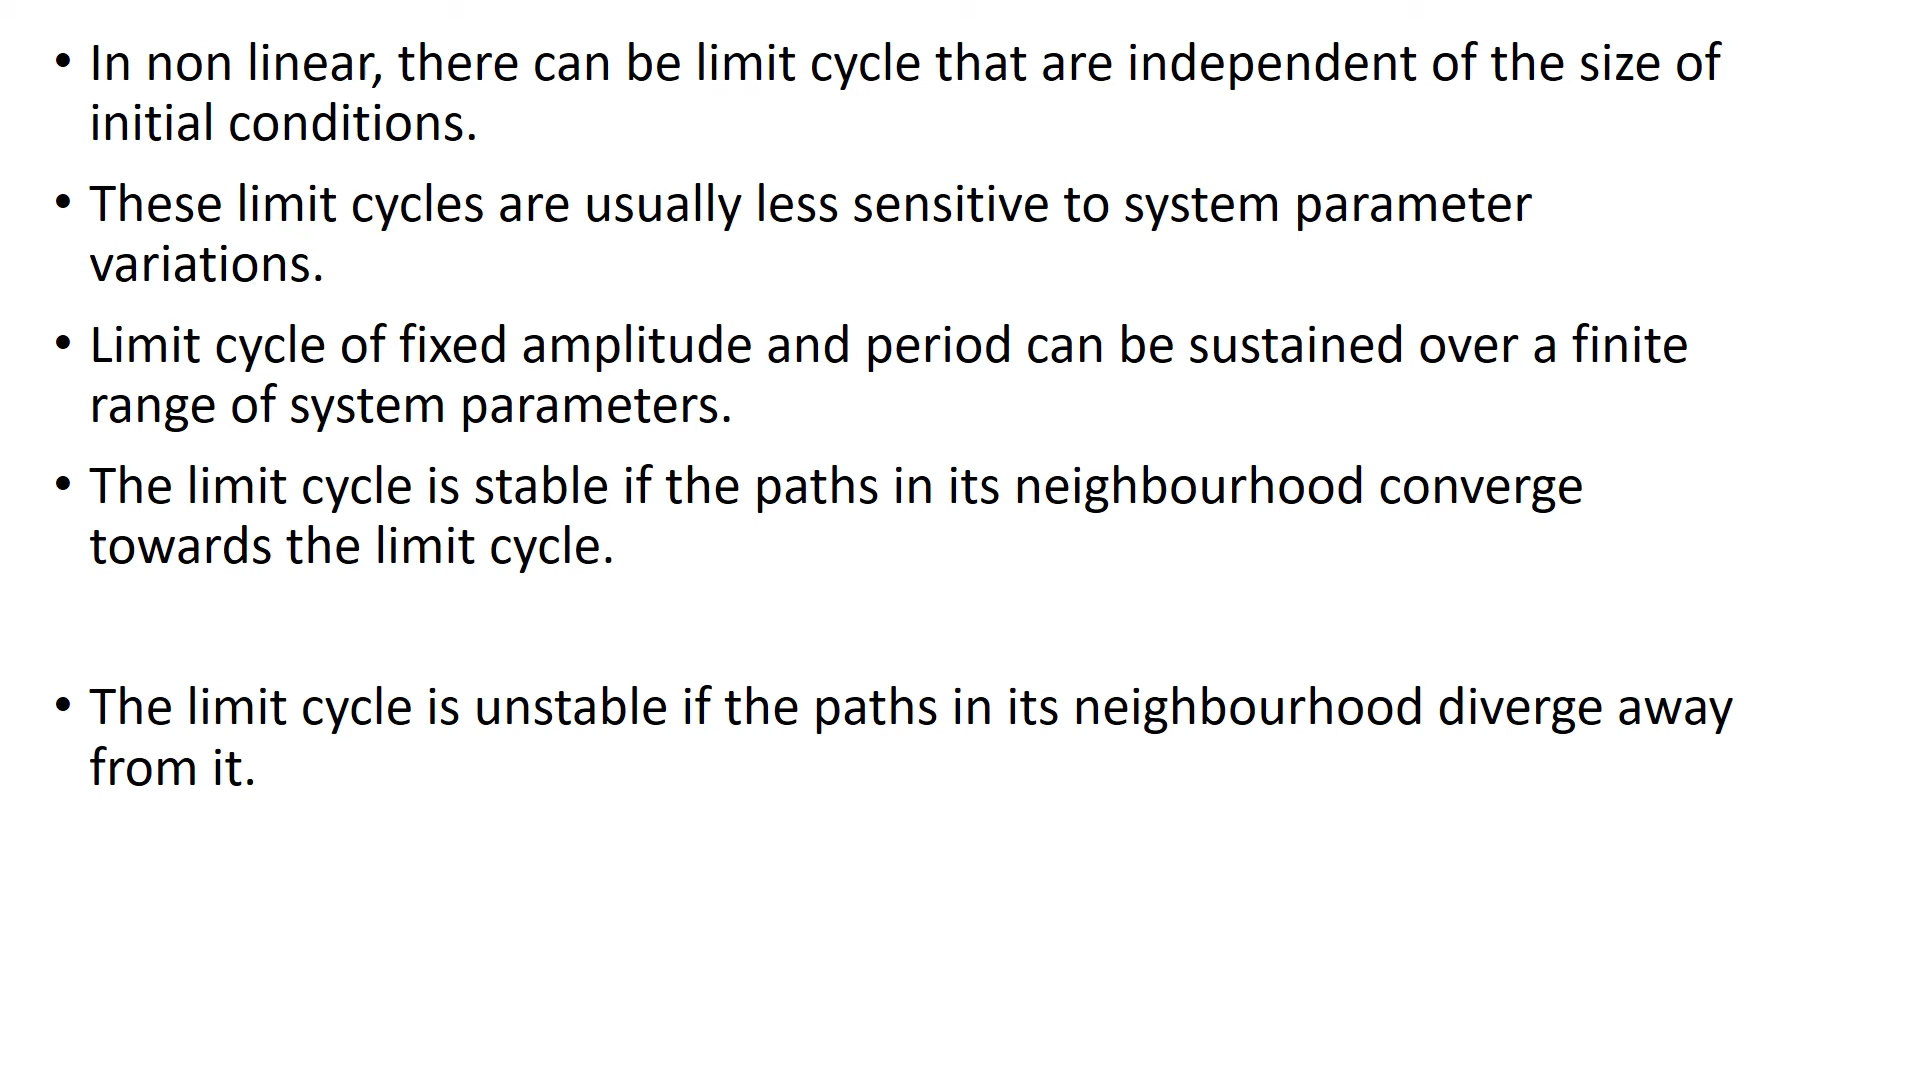 • In non linear, there can be limit cycle that are independent of the size of
initial conditions.
• These limit cycles are usually less sensitive to system parameter
variations.
• Limit cycle of fixed amplitude and period can be sustained over a finite
range of system parameters.
• The limit cycle is stable if the paths in its neighbourhood converge
towards the limit cycle.
• The limit cycle is unstable if the paths in its neighbourhood diverge away
from it.